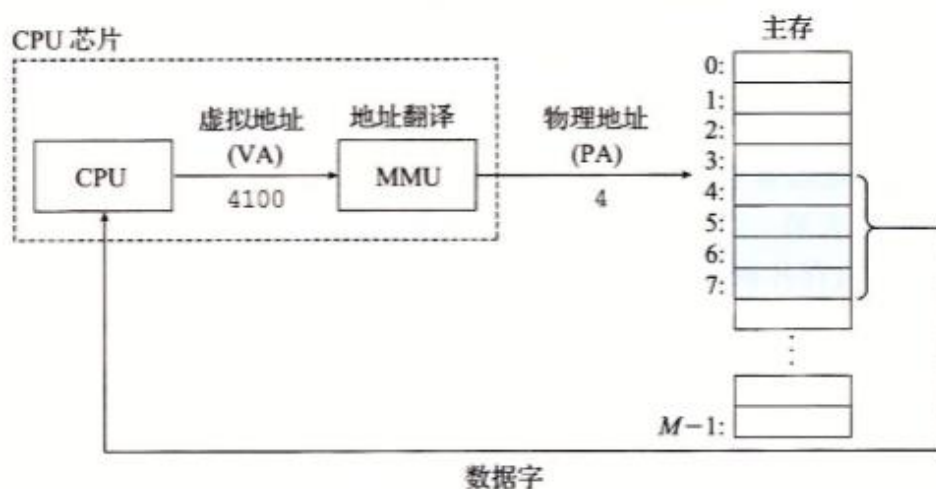 主存
CPU 芯片
0:
1:
2:
3:
4:
5:
6:
7:
虚拟地址
(VA)
4100
地址翻译
物理地址
(PA)
4
CPU
MMU
⋮
M−1:
数据字